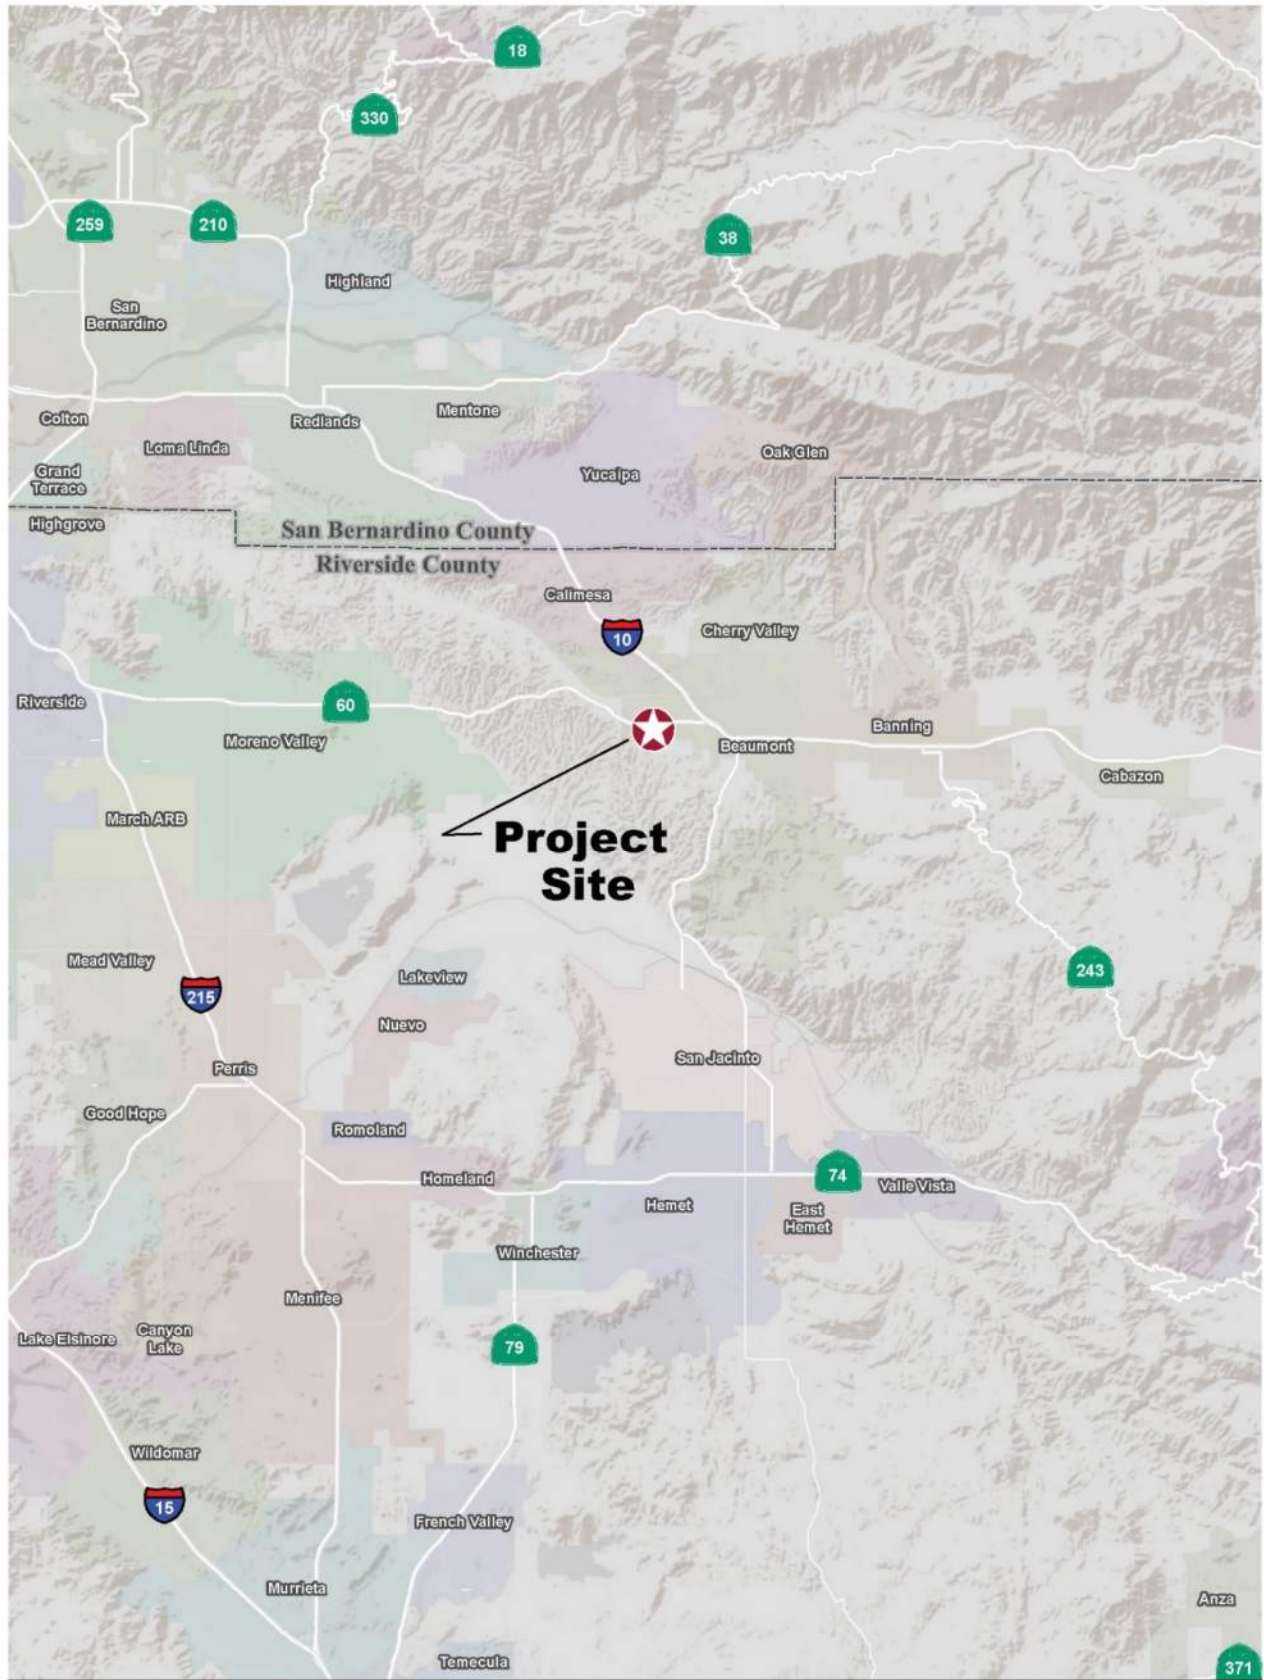 18
330
259
210
38
Highland
San
Bernardino
Colton
Redlands
Mentone
Loma Linda
Oak Glen
Grand
Terrace
Yucaipa
Highgrove
San Bernardino County
Riverside County
Calimesa
10
Cherry Valley
Riverside
60
Moreno Valley
Banning
Beaumont
Cabazon
March ARB
Project
Site
Mead Valley
215
Lakeview
243
Nuevo
San Jacinto
Perris
Good Hope
Romoland
Homeland
74
Valle Vista
Hemet
East
Hemet
Winchester
Menifee
Lake Elsinore
Canyon
Lake
79
Wildomar
15
French Valley
Murrieta
Anza
Temecula
371